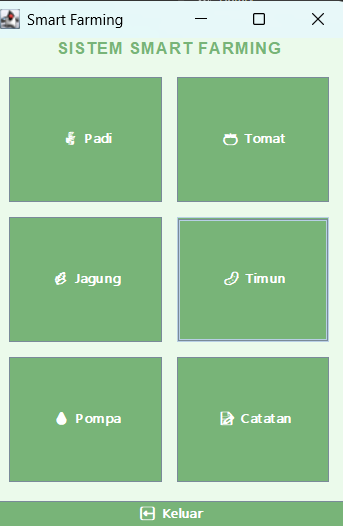 Smart Farming
SISTEM SMART FARMING
Padi
Tomat
Jagung
Timun
Pompa
Catatan
Keluar